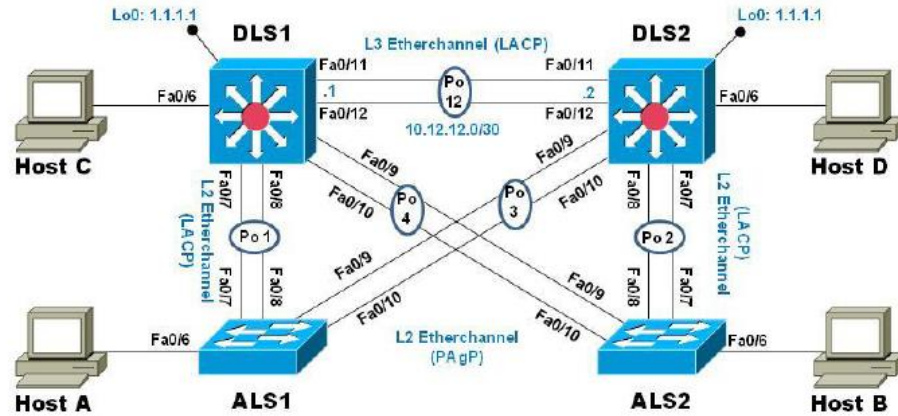 Lo0: 1.1.1.1
Lo0: 1.1.1.1
DLS1
L3 Etherchannel (LACP)
DLS2
Fa0/11
Fa0/11
Fa0/6
.1
Po
12
.2
Fa0/6
Fa0/12
Fa0/12
10.12.12.0/30
Host C
Host D
Fa0/9
Fa0/9
Fa0/7
Fa0/8
Fa0/10
Po
4
Po
3
Fa0/10
Fa0/8
Fa0/7
L2 Etherchannel
(LACP)
Po 1
Po 2
L2 Etherchannel
(LACP)
Fa0/7
Fa0/8
Fa0/9
Fa0/10
Fa0/9
Fa0/10
Fa0/8
Fa0/7
Fa0/6
L2 Etherchannel
(PAgP)
Fa0/6
Host A
ALS1
ALS2
Host B